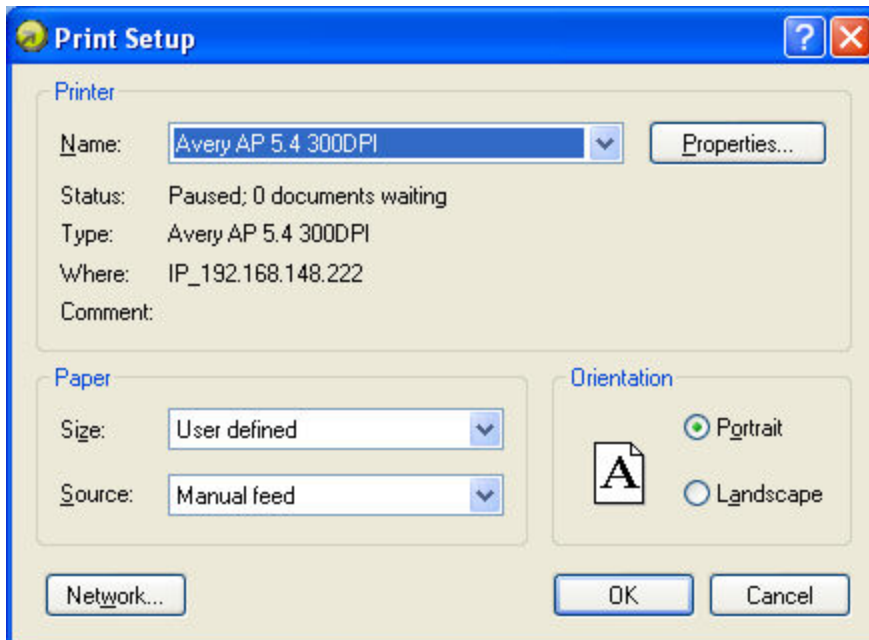 Print Setup
Printer
Name: Avery AP 5.4 300DPI Properties...
Status: Paused; 0 documents waiting
Type: Avery AP 5.4 300DPI
Where: IP_192.168.148.222
Comment:
Paper
Size: User defined
Source: Manual feed
Orientation
A
Portrait
Landscape
Network... OK Cancel